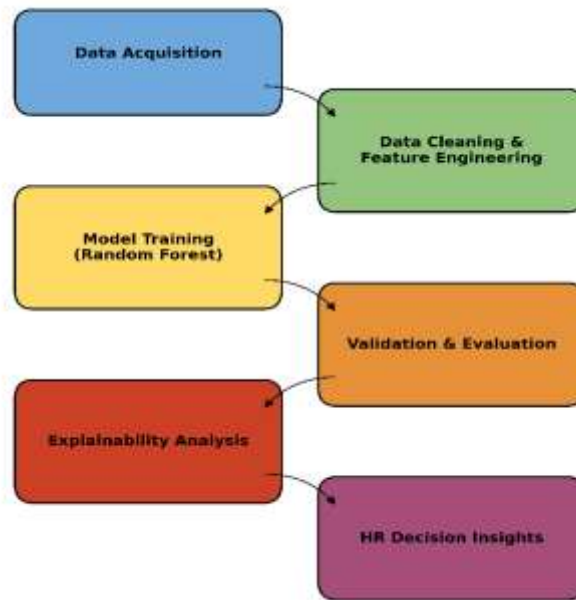 Data Acquisition
Data Cleaning &
Feature Engineering
Model Training
(Random Forest)
Validation & Evaluation
Explainability Analysis
HR Decision Insights